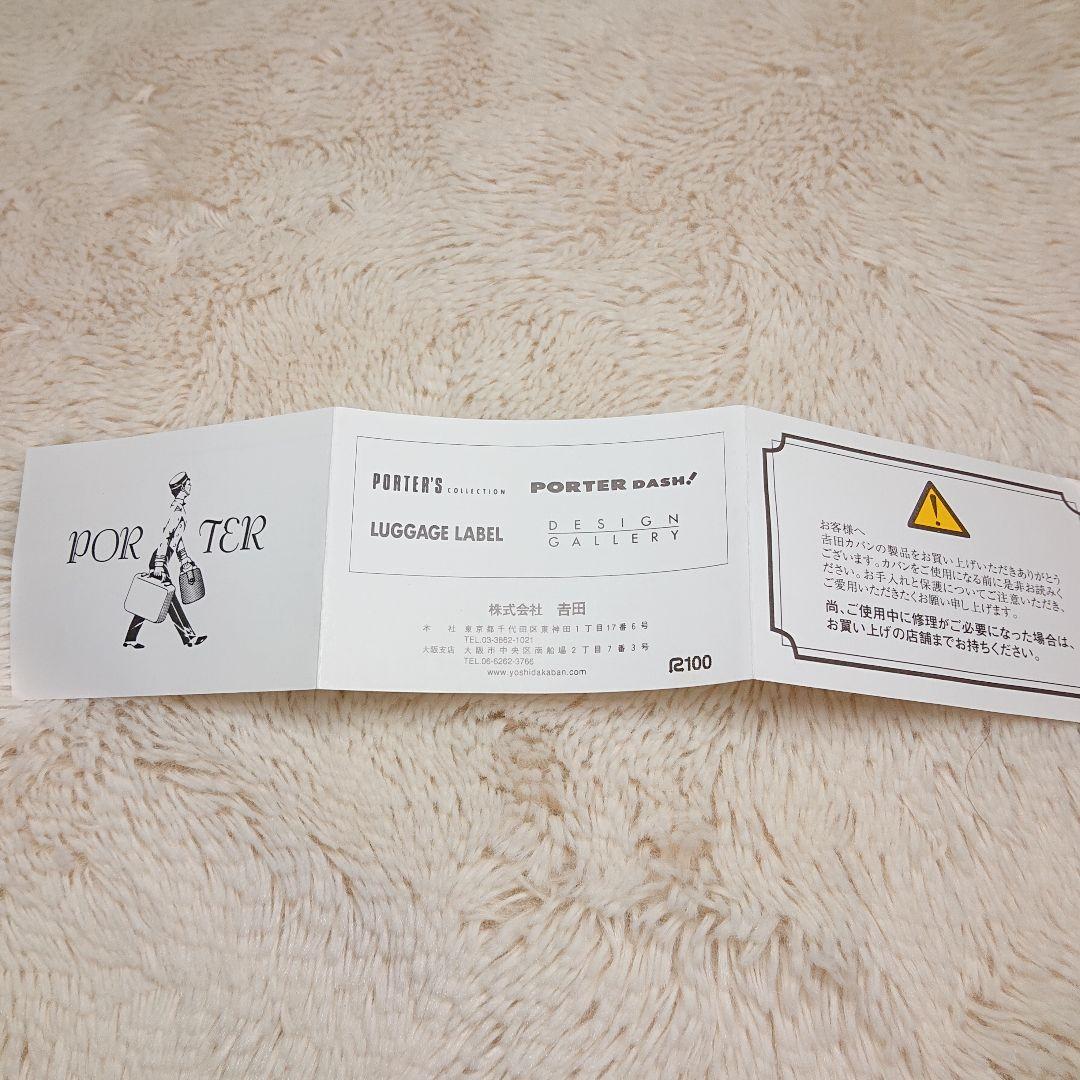 PORTER
PORTER'S COLLECTION
PORTER DASH!
LUGGAGE LABEL
DESIGN
GALLERY
株式会社 吉田
本 社 東京都千代田区東神田1丁目17番6号
TEL.03-3862-1021
大阪支店 大阪市中央区南船場2丁目7番3号
TEL.06-6262-3766
www.yoshidakaban.com
R100
お客様へ
吉田カバンの製品をお買い上げいただきありがとう
ございます。カバンをご使用になる前に是非お読みく
ださい。お手入れと保護についてご注意いただき、
ご愛用いただきたくお願い申し上げます。
尚、ご使用中に修理がご必要になった場合は、
お買い上げの店舗までお持ちください。